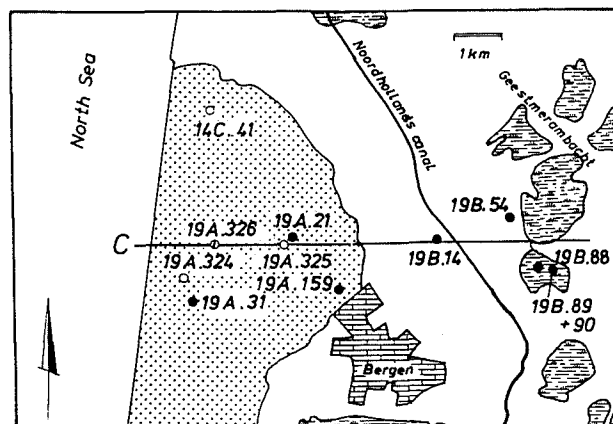 North Sea
Noordhollands canal
1km
Geestmerambacht
14C.41
19A.326
19A.21
19B.54
C
19A.324
19A.325
19B.14
19B.88
19A.31
19A.159
19B.89
+90
Bergen